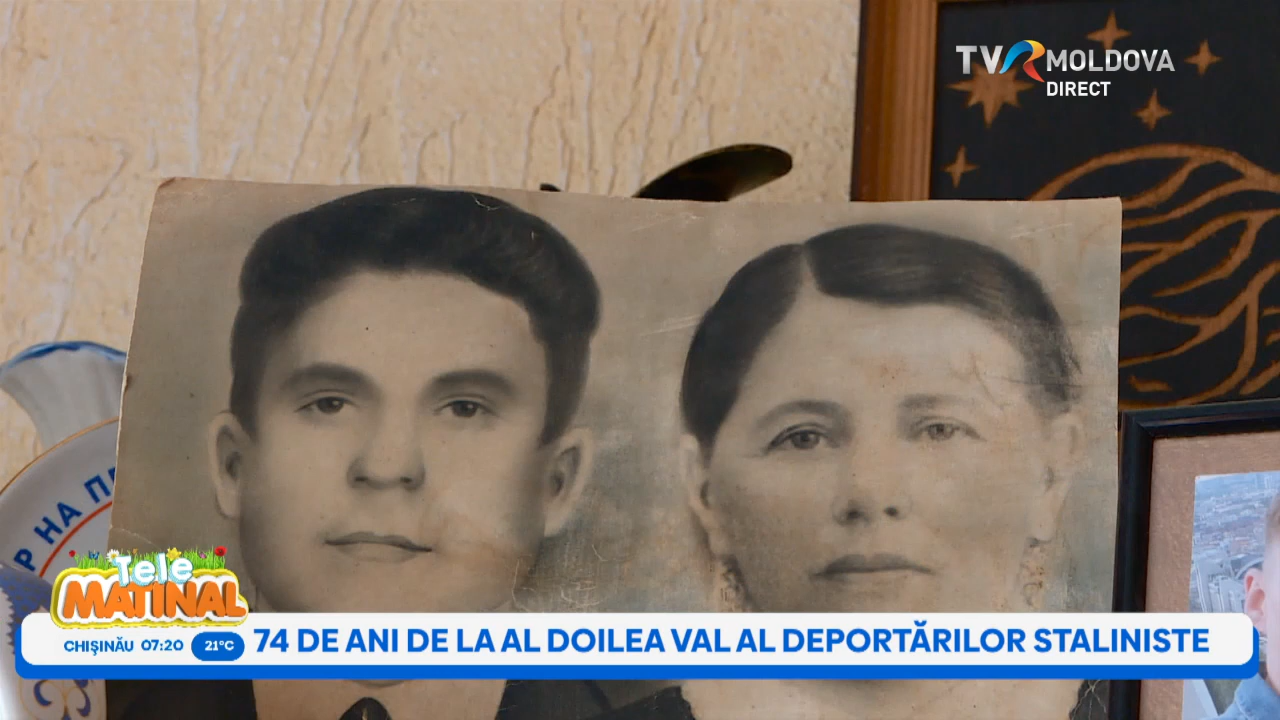 TVR MOLDOVA
DIRECT
Р НА П
Tele
MATINAL
CHIȘINĂU 07:20 21°C
74 DE ANI DE LA AL DOILEA VAL AL DEPORTĂRILOR STALINISTE